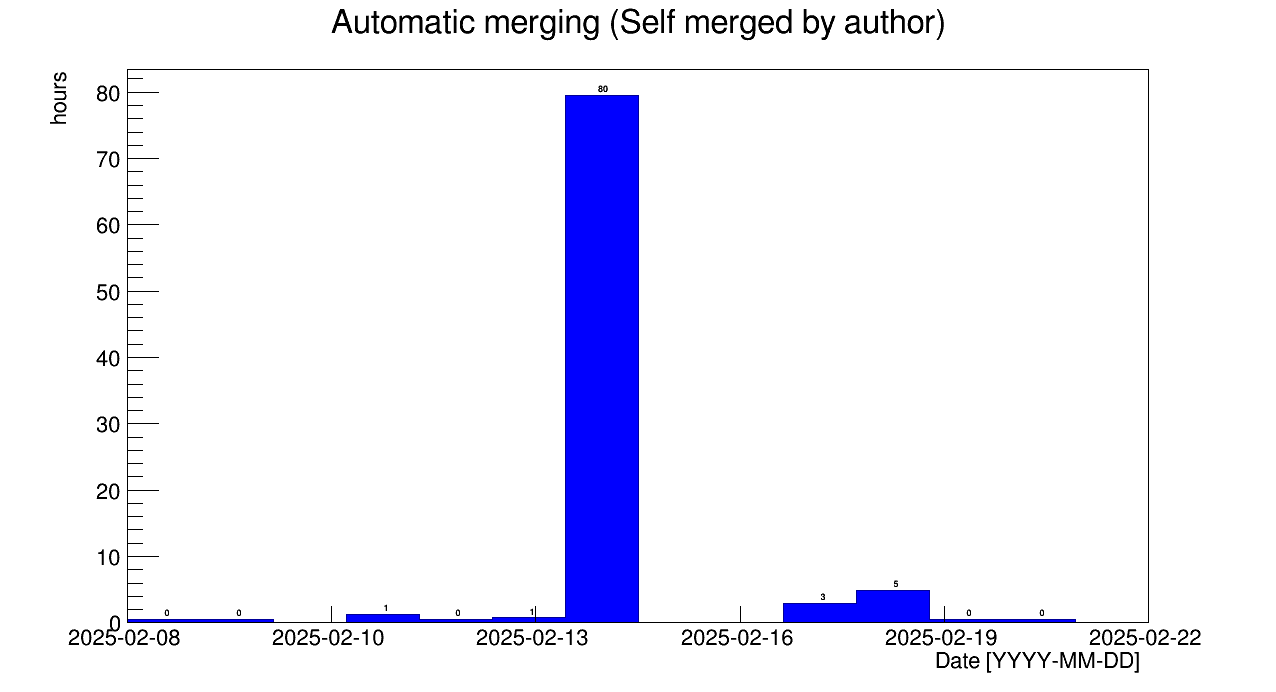 Automatic merging (Self merged by author)
hours
80
70
60
50
40
30
20
10
0
0 0 1 0 1 80 3 5 0 0
2025-02-08 2025-02-10 2025-02-13 2025-02-16 2025-02-19 2025-02-22
Date [YYYY-MM-DD]